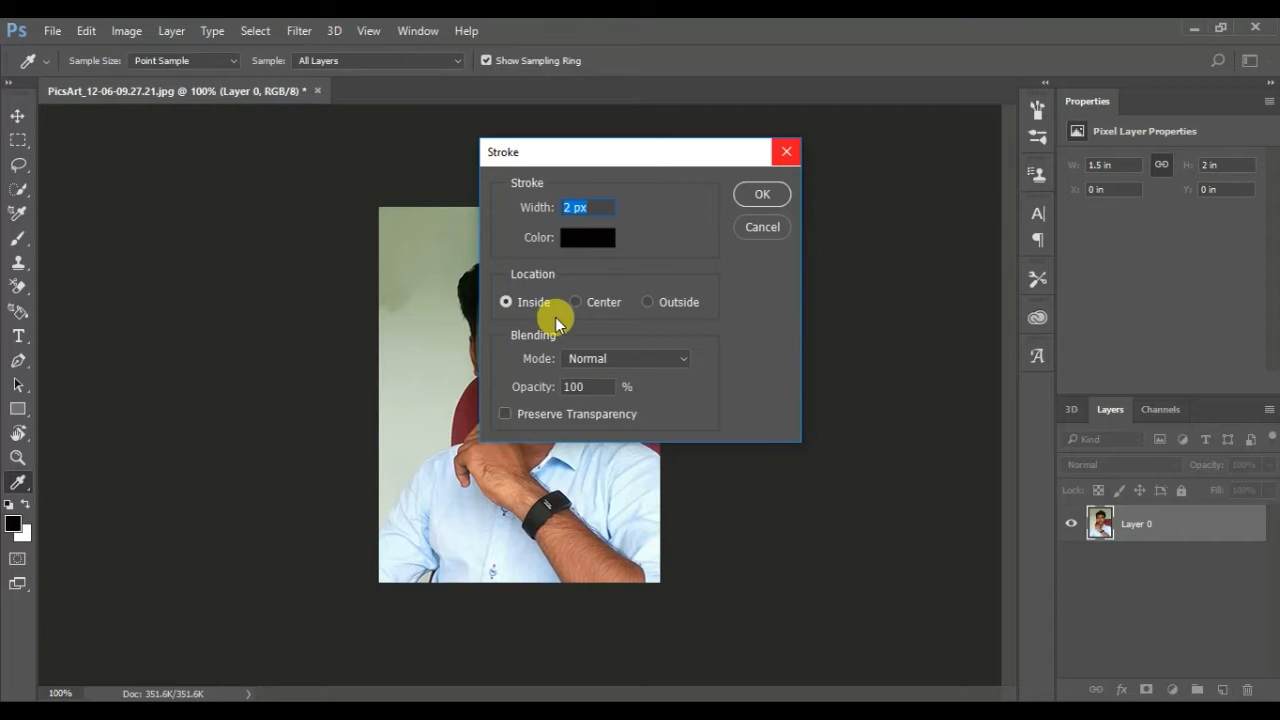 Ps File Edit Image Layer Type Select Filter 3D View Window Help
Sample Size: Point Sample Sample: All Layers Show Sampling Ring
PicsArt_12-06-09.27.21.jpg @ 100% (Layer 0, RGB/8) *
Stroke
Stroke
Width: 2 px
Color:
OK
Cancel
Location
Inside Center Outside
Blending
Mode: Normal
Opacity: 100 %
Preserve Transparency
Properties
Pixel Layer Properties
W: 1.5 in H: 2 in
X: 0 in Y: 0 in
3D Layers Channels
Kind
Normal Opacity: 100%
Lock: Fill: 100%
Layer 0
100% Doc: 351.6K/351.6K